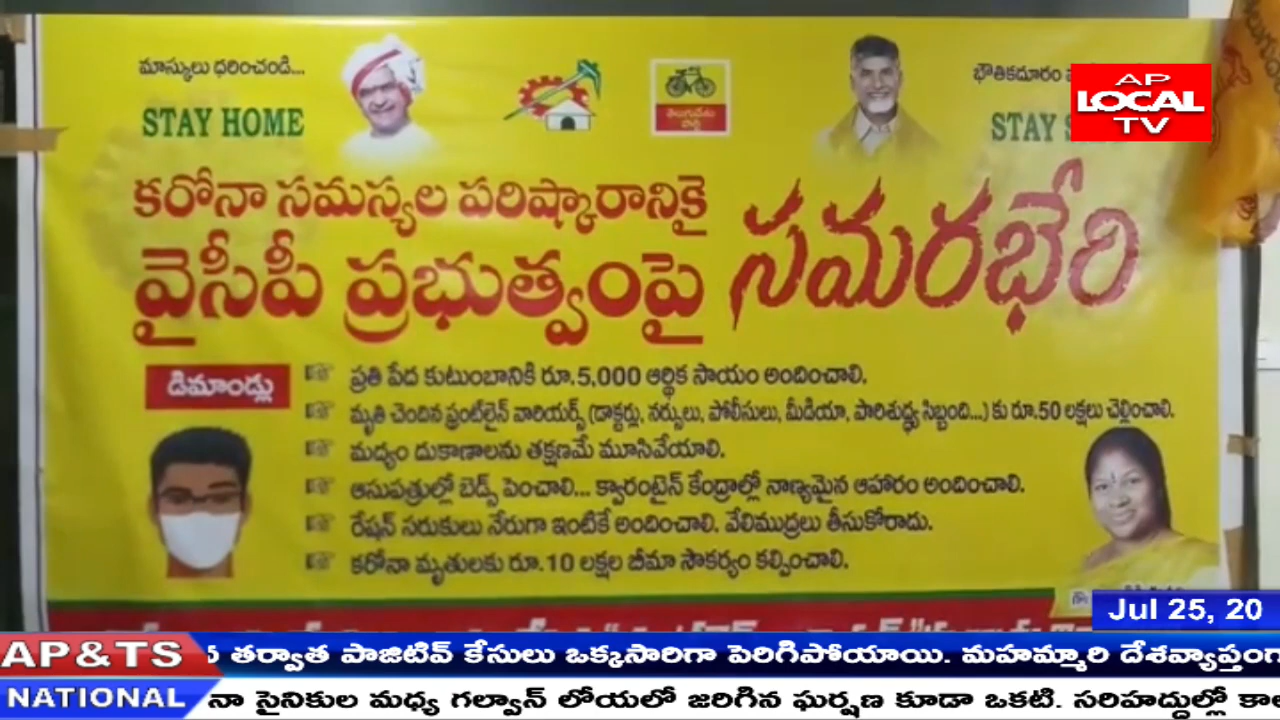 మాస్కులు ధరించండి...
భౌతికదూరం
AP
LOCAL
TV
STAY HOME
STAY
తెలుగుదేశం
పార్టీ
కరోనా సమస్యల పరిష్కారానికై
వైసీపీ ప్రభుత్వంపై
సమరభేరి
డిమాండ్లు
ప్రతి పేద కుటుంబానికి రూ.5,000 ఆర్థిక సాయం అందించాలి.
మృతి చెందిన ఫ్రంట్‌లైన్ వారియర్స్ (డాక్టర్లు, నర్సులు, పోలీసులు, మీడియా, పారిశుద్ధ్య సిబ్బంది...) కు రూ.50 లక్షలు చెల్లించాలి.
మద్యం దుకాణాలను తక్షణమే మూసివేయాలి.
ఆసుపత్రుల్లో బెడ్స్ పెంచాలి... క్వారంటైన్ కేంద్రాల్లో నాణ్యమైన ఆహారం అందించాలి.
రేషన్ సరుకులు నేరుగా ఇంటికే అందించాలి. వేలిముద్రలు తీసుకోరాదు.
కరోనా మృతులకు రూ.10 లక్షల బీమా సౌకర్యం కల్పించాలి.
Jul 25, 20
AP&TS
తర్వాత పాజిటివ్ కేసులు ఒక్కసారిగా పెరిగిపోయాయి. మహమ్మారి దేశవ్యాప్తంగా
NATIONAL
నా సైనికుల మధ్య గల్వాన్ లోయలో జరిగిన ఘర్షణ కూడా ఒకటి. సరిహద్దుల్లో